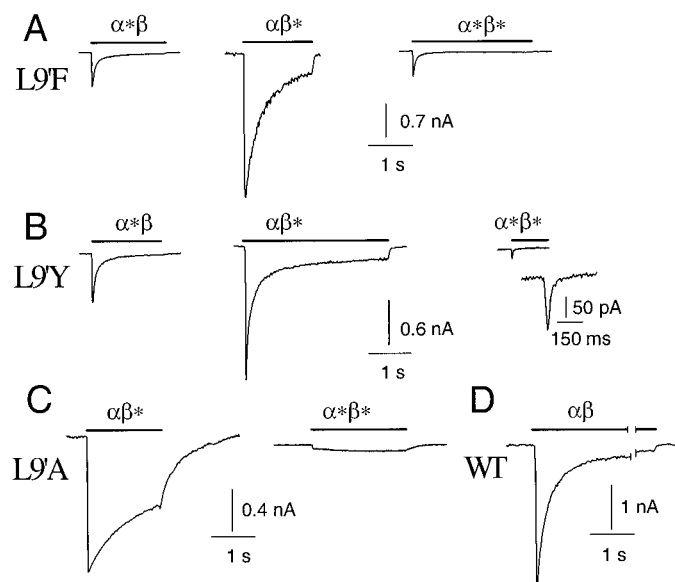 A
α*β
αβ*
α*β*
L9'F
0.7 nA
1 s
B
α*β
αβ*
α*β*
L9'Y
50 pA
150 ms
0.6 nA
1 s
C
αβ*
α*β*
D
αβ
L9'A
WT
0.4 nA
1 s
1 nA
1 s